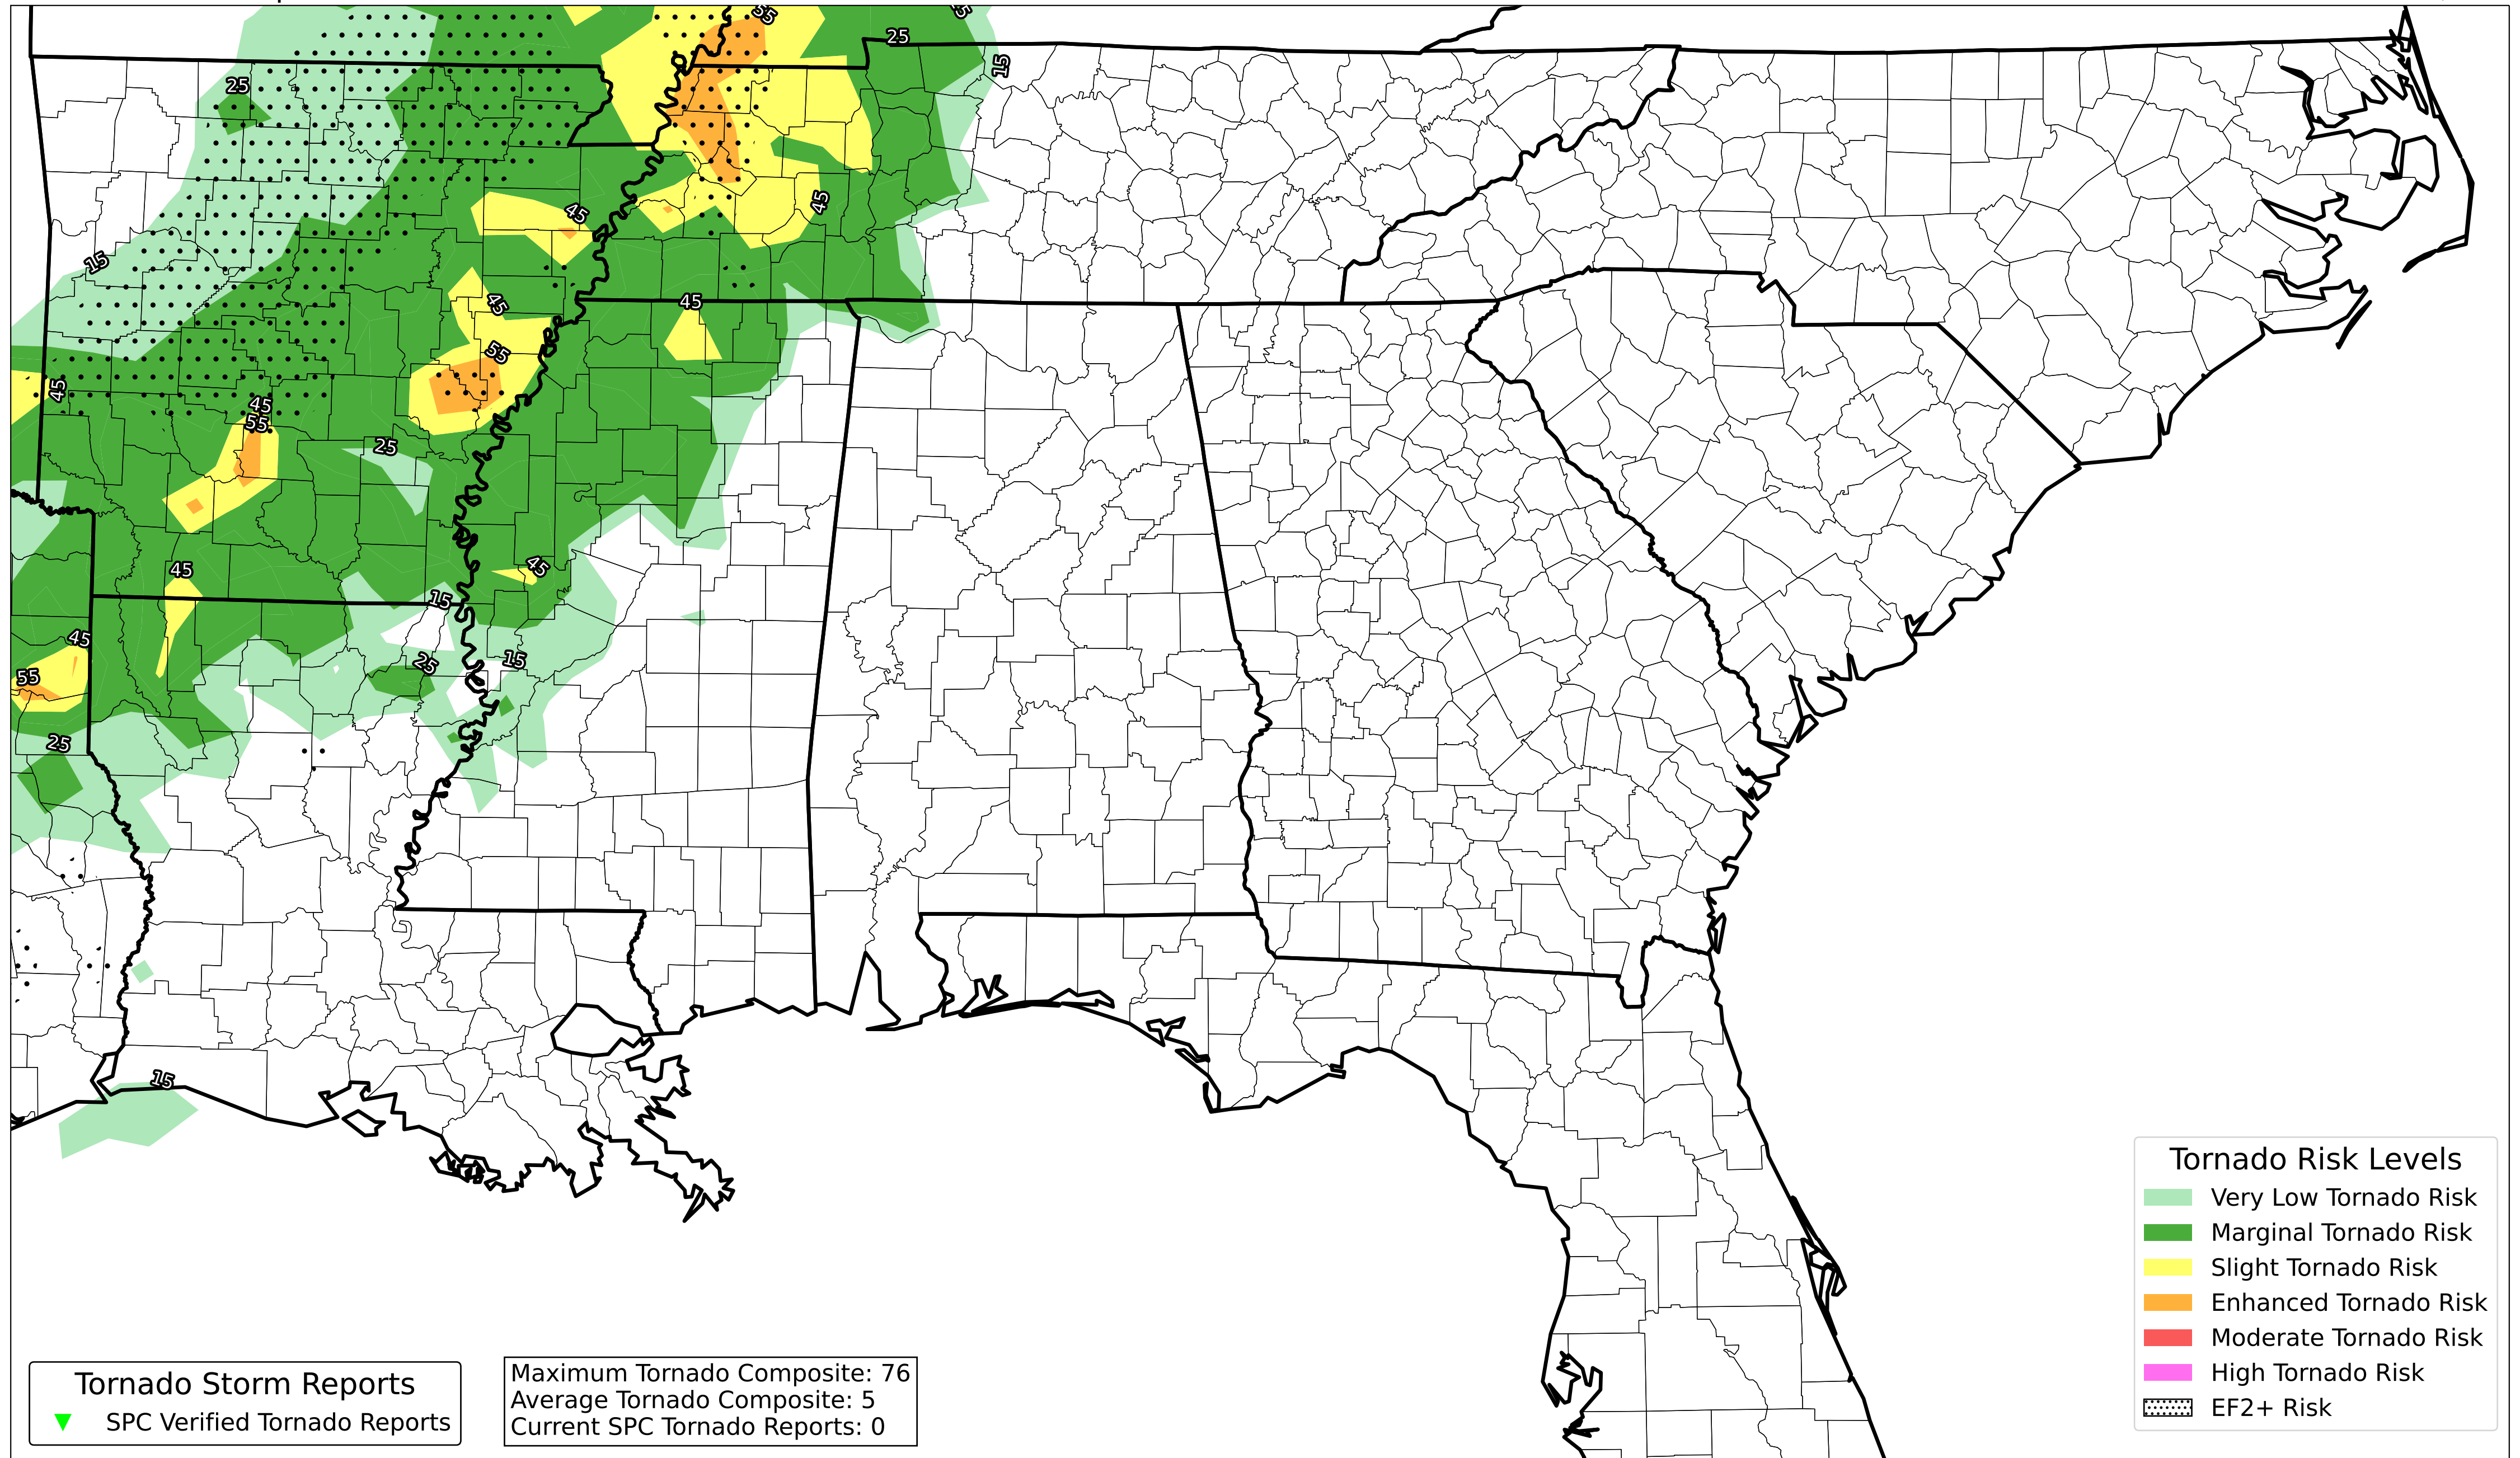 55
45
25
15
25
45
45
15
45
45
55
45
45
55
25
45
45
15
45
25
15
55
25
15
Tornado Risk Levels
Very Low Tornado Risk
Marginal Tornado Risk
Slight Tornado Risk
Enhanced Tornado Risk
Moderate Tornado Risk
High Tornado Risk
EF2+ Risk
Tornado Storm Reports
SPC Verified Tornado Reports
Maximum Tornado Composite: 76
Average Tornado Composite: 5
Current SPC Tornado Reports: 0